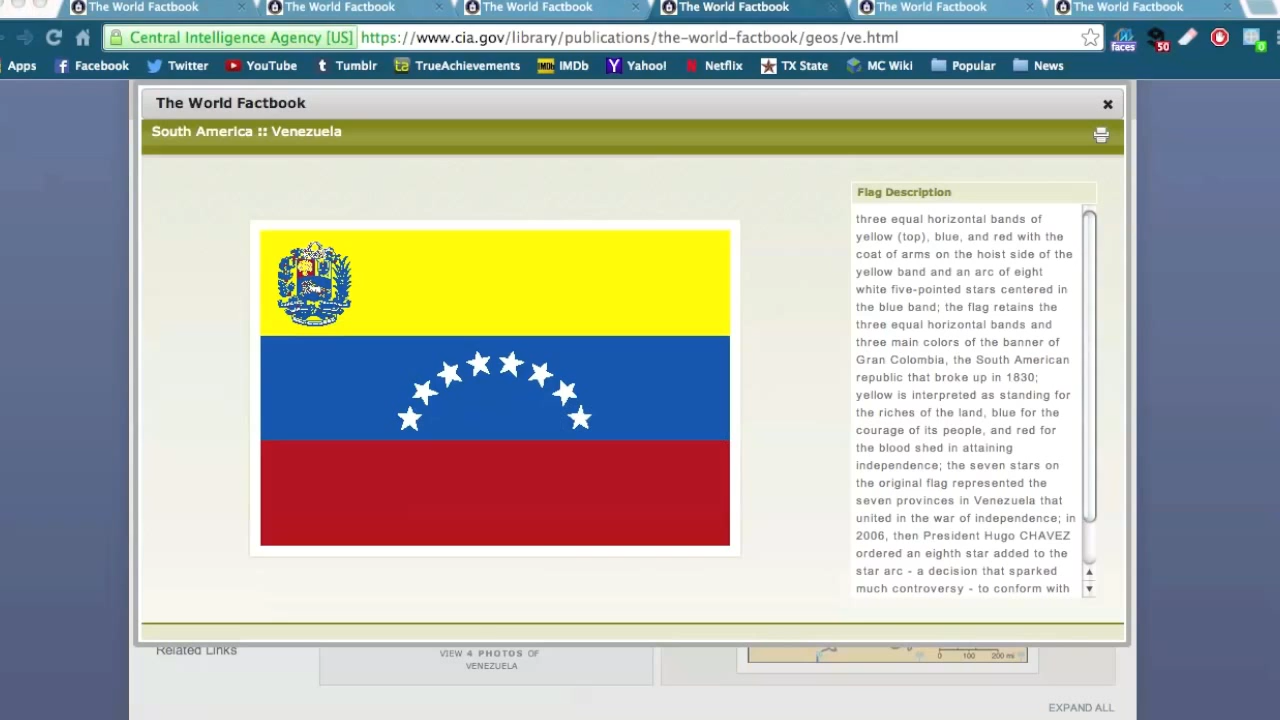 The World Factbook
The World Factbook
The World Factbook
The World Factbook
The World Factbook
The World Factbook
Central Intelligence Agency [US] https://www.cia.gov/library/publications/the-world-factbook/geos/ve.html
faces
50
0
Apps Facebook Twitter YouTube Tumblr TrueAchievements IMDb Yahoo! Netflix TX State MC Wiki Popular News
The World Factbook
South America :: Venezuela
Flag Description
three equal horizontal bands of
yellow (top), blue, and red with the
coat of arms on the hoist side of the
yellow band and an arc of eight
white five-pointed stars centered in
the blue band; the flag retains the
three equal horizontal bands and
three main colors of the banner of
Gran Colombia, the South American
republic that broke up in 1830;
yellow is interpreted as standing for
the riches of the land, blue for the
courage of its people, and red for
the blood shed in attaining
independence; the seven stars on
the original flag represented the
seven provinces in Venezuela that
united in the war of independence; in
2006, then President Hugo CHAVEZ
ordered an eighth star added to the
star arc - a decision that sparked
much controversy - to conform with
Related Links
VIEW 4 PHOTOS OF
VENEZUELA
0 100 200 mi
EXPAND ALL